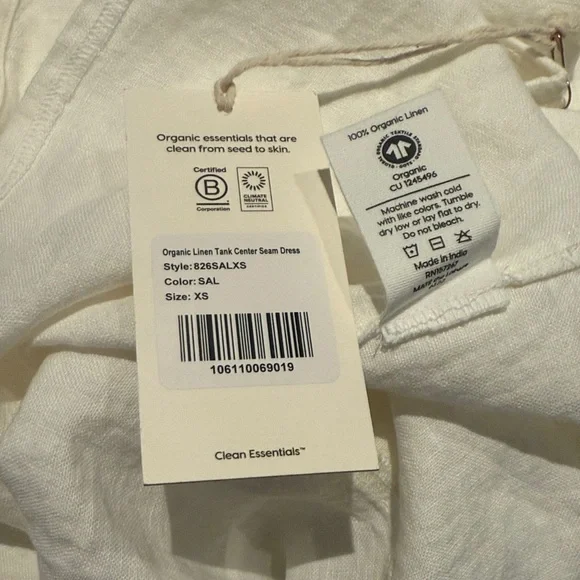 Organic essentials that are
clean from seed to skin.
Certified
B
Corporation
CLIMATE
NEUTRAL
CERTIFIED
Organic Linen Tank Center Seam Dress
Style:826SALXS
Color:SAL
Size: XS
106110069019
Clean Essentials™
100% Organic Linen
Organic
CU 1245496
Machine wash cold
with like colors. Tumble
dry low or lay flat to dry.
Do not bleach.
Made in India